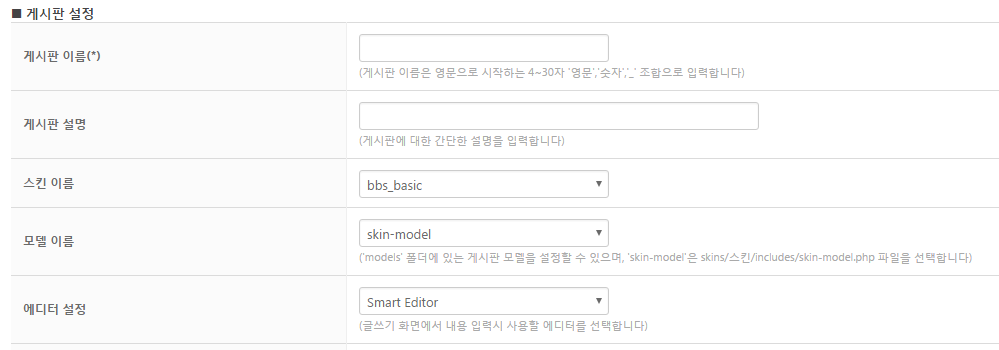 ■ 게시판 설정
게시판 이름(*)
(게시판 이름은 영문으로 시작하는 4~30자 '영문','숫자','_' 조합으로 입력합니다)
게시판 설명
(게시판에 대한 간단한 설명을 입력합니다)
스킨 이름
bbs_basic
모델 이름
skin-model
('models' 폴더에 있는 게시판 모델을 설정할 수 있으며, 'skin-model'은 skins/스킨/includes/skin-model.php 파일을 선택합니다)
에디터 설정
Smart Editor
(글쓰기 화면에서 내용 입력시 사용할 에디터를 선택합니다)